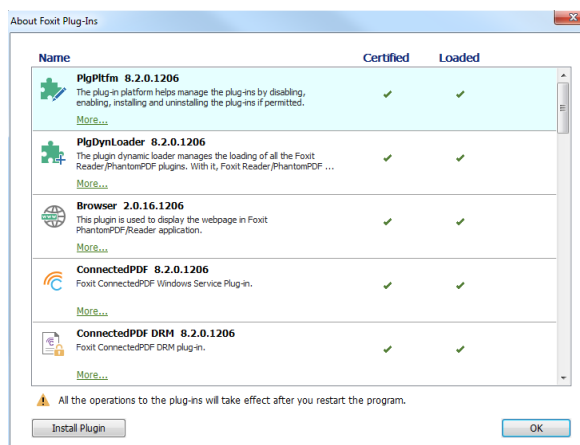 About Foxit Plug-Ins
Name Certified Loaded
PlgPltfm 8.2.0.1206
The plug-in platform helps manage the plug-ins by disabling,
enabling, installing and uninstalling the plug-ins if permitted.
More...
PlgDynLoader 8.2.0.1206
The plugin dynamic loader manages the loading of all the Foxit
Reader/PhantomPDF plugins. With it, Foxit Reader/PhantomPDF ...
More...
www
Browser 2.0.16.1206
This plugin is used to display the webpage in Foxit
PhantomPDF/Reader application.
More...
ConnectedPDF 8.2.0.1206
Foxit ConnectedPDF Windows Service Plug-in.
More...
ConnectedPDF DRM 8.2.0.1206
Foxit ConnectedPDF DRM plug-in.
More...
All the operations to the plug-ins will take effect after you restart the program.
Install Plugin OK